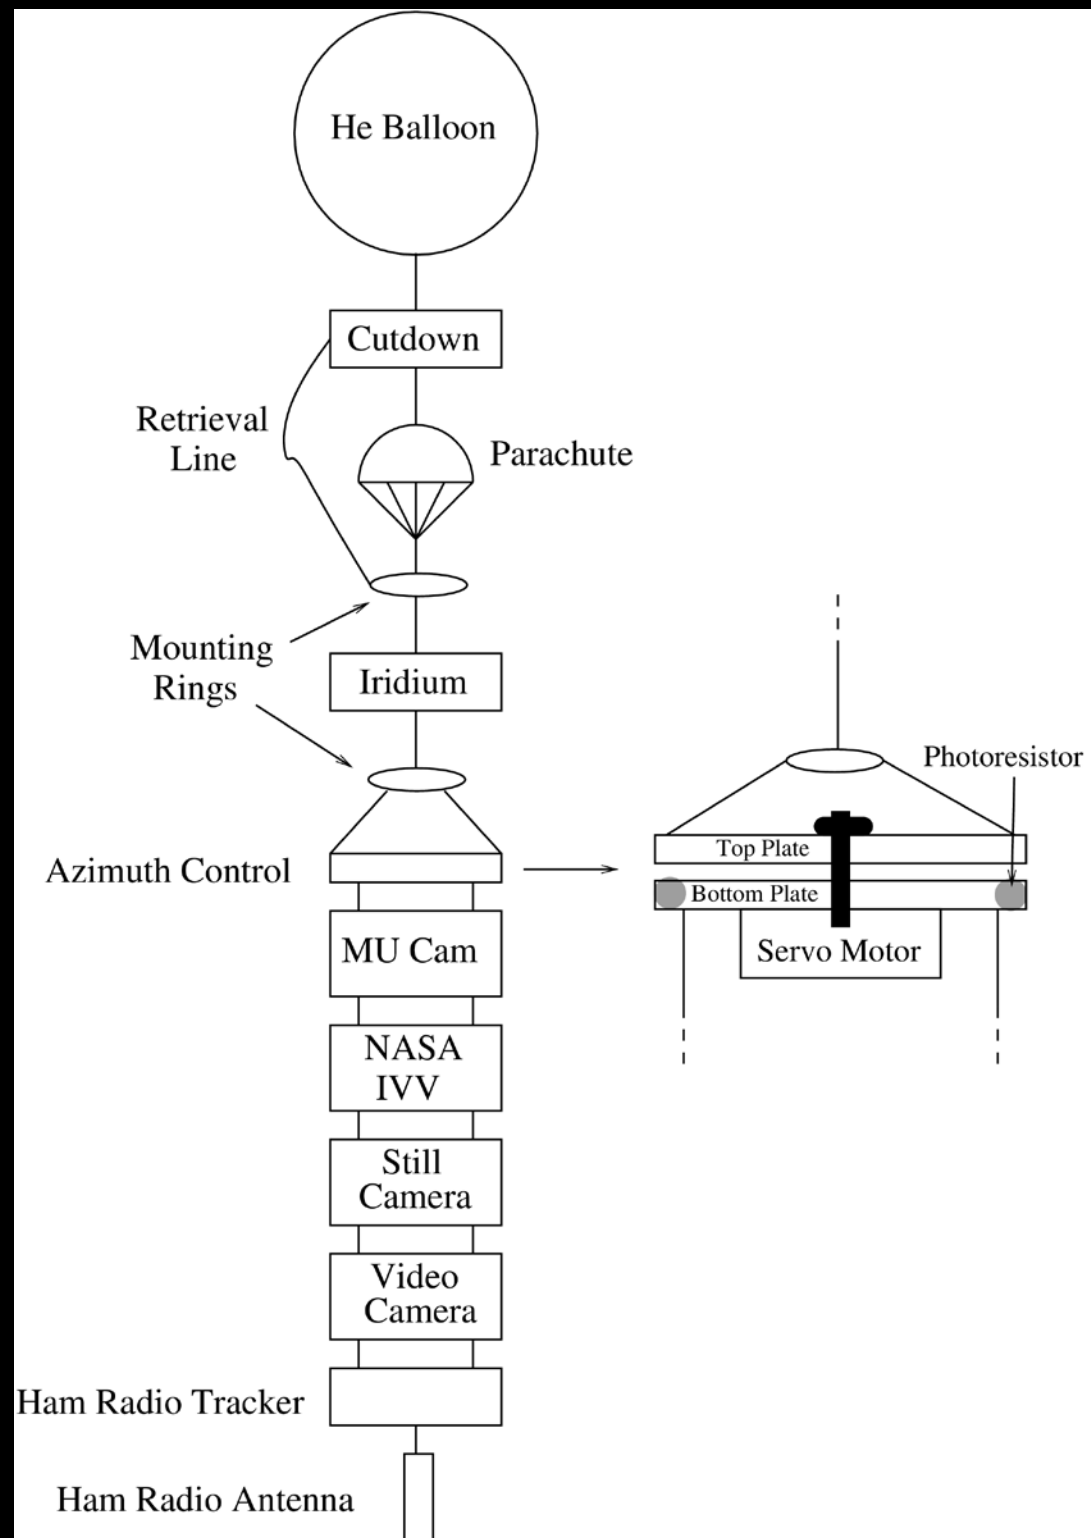 He Balloon
Cutdown
Retrieval
Line
Parachute
Mounting
Rings
Iridium
Photoresistor
Top Plate
Azimuth Control
Bottom Plate
MU Cam
Servo Motor
NASA
IVV
Still
Camera
Video
Camera
Ham Radio Tracker
Ham Radio Antenna